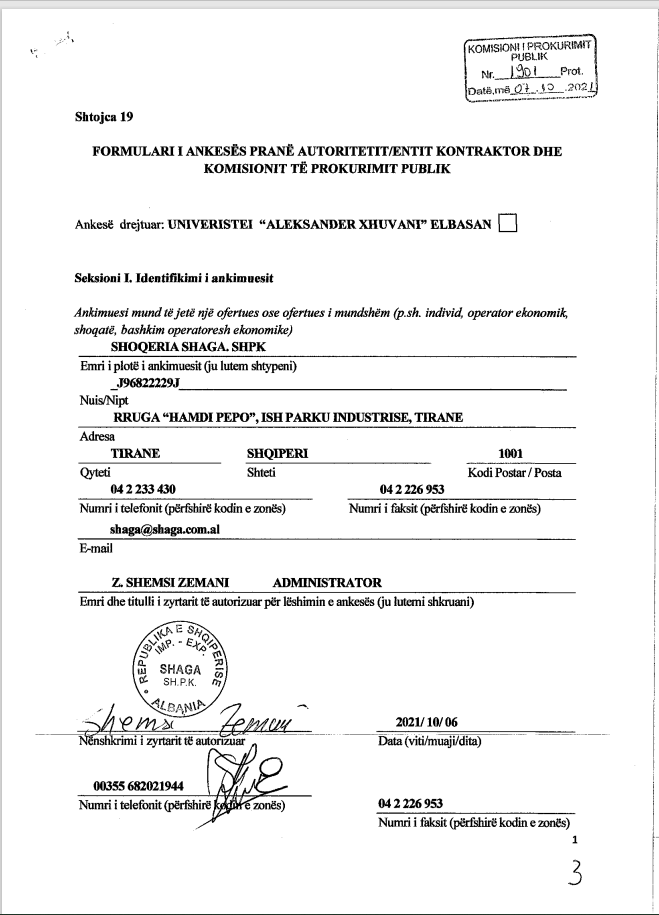 KOMISIONI I PROKURIMIT
PUBLIK
Nr. 1901 Prot.
Datë, më 07.10.2021
Shtojca 19
FORMULARI I ANKESËS PRANË AUTORITETIT/ENTIT KONTRAKTOR DHE
KOMISIONIT TË PROKURIMIT PUBLIK
Ankesë drejtuar: UNIVERISTEI "ALEKSANDER XHUVANI" ELBASAN
Seksioni I. Identifikimi i ankimuesit
Ankimuesi mund të jetë një ofertues ose ofertues i mundshëm (p.sh. individ, operator ekonomik,
shoqatë, bashkim operatoresh ekonomike)
SHOQERIA SHAGA. SHPK
Emri i plotë i ankimuesit (ju lutem shtypeni)
J96822229J
Nuis/Nipt
RRUGA "HAMDI PEPO", ISH PARKU INDUSTRISE, TIRANE
Adresa
TIRANE SHQIPERI 1001
Qyteti Shteti Kodi Postar / Posta
04 2 233 430 04 2 226 953
Numri i telefonit (përfshirë kodin e zonës) Numri i faksit (përfshirë kodin e zonës)
shaga@shaga.com.al
E-mail
Z. SHEMSI ZEMANI ADMINISTRATOR
Emri dhe titulli i zyrtarit të autorizuar për lëshimin e ankesës (ju lutemi shkruani)
REPUBLIKA E SHQIPERISE
IMP. - EXP.
SHAGA
SH.P.K.
ALBANIA
Shemsi Zemani
2021/ 10/ 06
Nënshkrimi i zyrtarit të autorizuar Data (viti/muaji/dita)
00355 682021944
Numri i telefonit (përfshirë kodin e zonës)
04 2 226 953
Numri i faksit (përfshirë kodin e zonës)
1
3